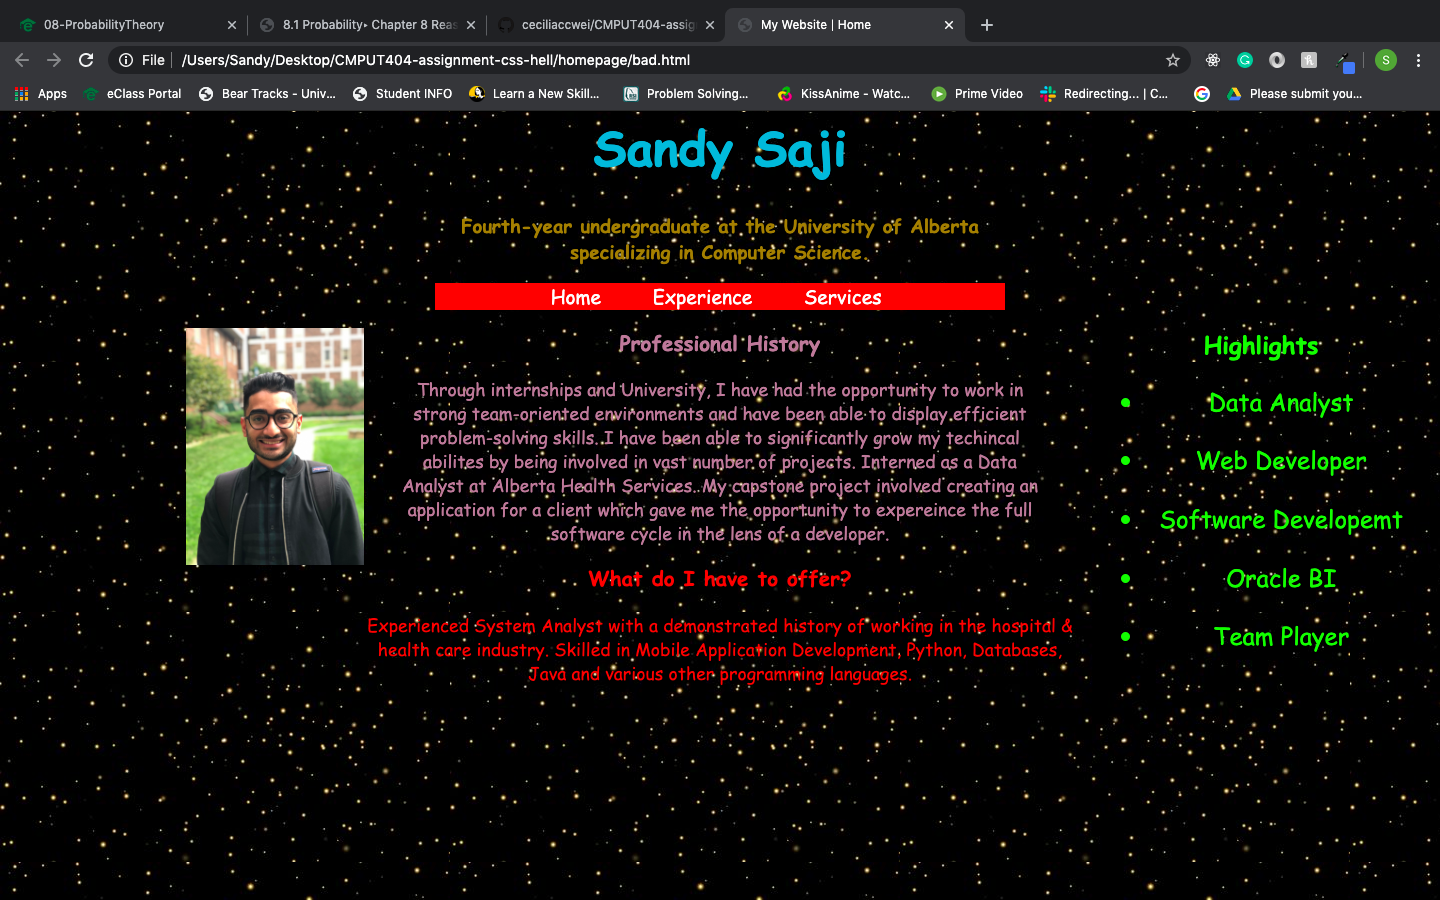 08-ProbabilityTheory
8.1 Probability‣ Chapter 8 Reas
ceciliaccwei/CMPUT404-assig
My Website | Home
File
/Users/Sandy/Desktop/CMPUT404-assignment-css-hell/homepage/bad.html
S
Apps
eClass Portal
Bear Tracks - Univ...
Student INFO
Learn a New Skill...
Problem Solving...
KissAnime - Watc...
Prime Video
Redirecting... | C...
Please submit you...
Sandy Saji
Fourth-year undergraduate at the University of Alberta
specializing in Computer Science.
Home Experience Services
Professional History
Through internships and University, I have had the opportunity to work in
strong team-oriented environments and have been able to display efficient
problem-solving skills. I have been able to significantly grow my techincal
abilites by being involved in vast number of projects. Interned as a Data
Analyst at Alberta Health Services. My capstone project involved creating an
application for a client which gave me the opportunity to expereince the full
software cycle in the lens of a developer.
What do I have to offer?
Experienced System Analyst with a demonstrated history of working in the hospital &
health care industry. Skilled in Mobile Application Development, Python, Databases,
Java and various other programming languages.
Highlights
• Data Analyst
• Web Developer
• Software Developemt
• Oracle BI
• Team Player